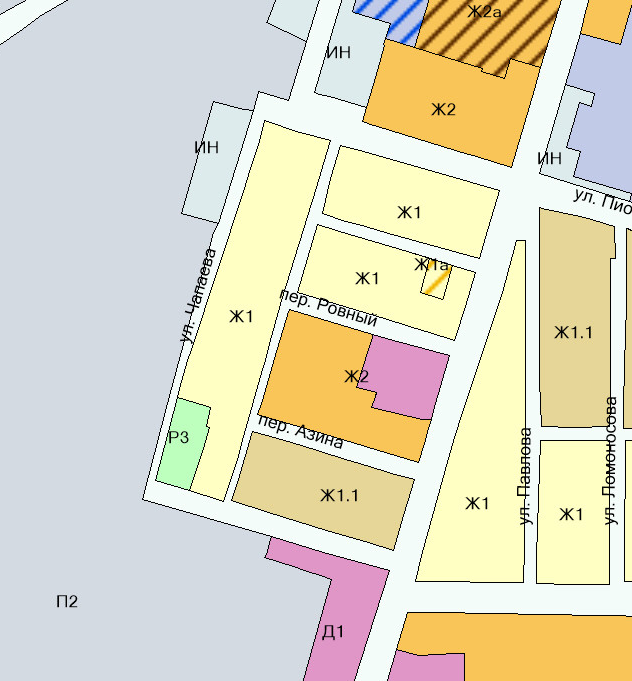 Ж2а
ИН
Ж2
ИН
ИН
ул. Пио
Ж1
Ж1а
Ж1
пер. Ровный
ул. Чапаева
Ж1
Ж1.1
Ж2
пер. Азина
Р3
Ж1.1
Ж1
ул. Павлова
Ж1
ул. Ломоносова
П2
Д1